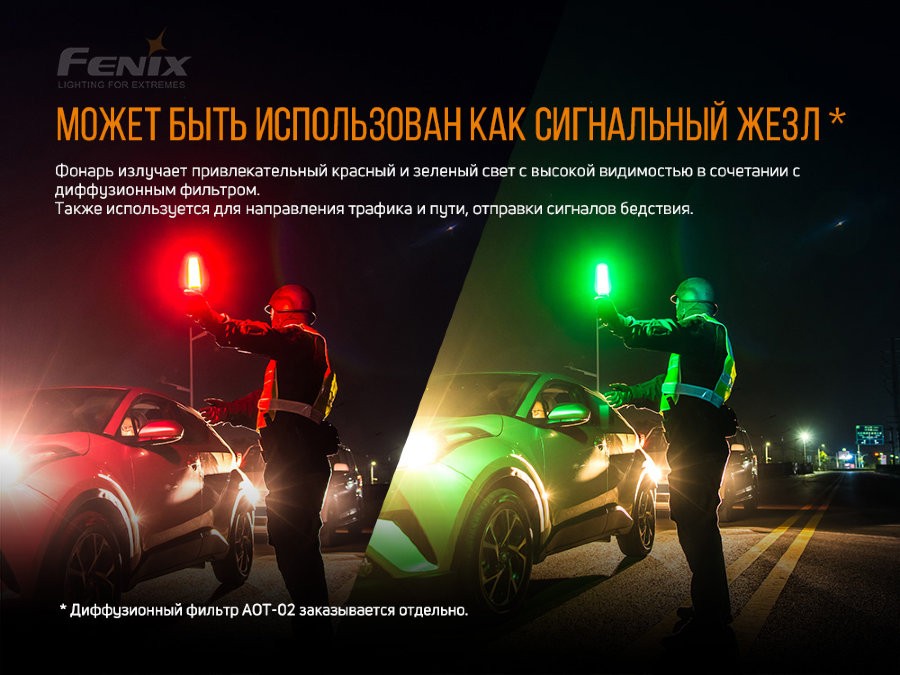 FENIX
LIGHTING FOR EXTREMES
МОЖЕТ БЫТЬ ИСПОЛЬЗОВАН КАК СИГНАЛЬНЫЙ ЖЕЗЛ *
Фонарь излучает привлекательный красный и зеленый свет с высокой видимостью в сочетании с
диффузионным фильтром.
Также используется для направления трафика и пути, отправки сигналов бедствия.
* Диффузионный фильтр AOT-02 заказывается отдельно.